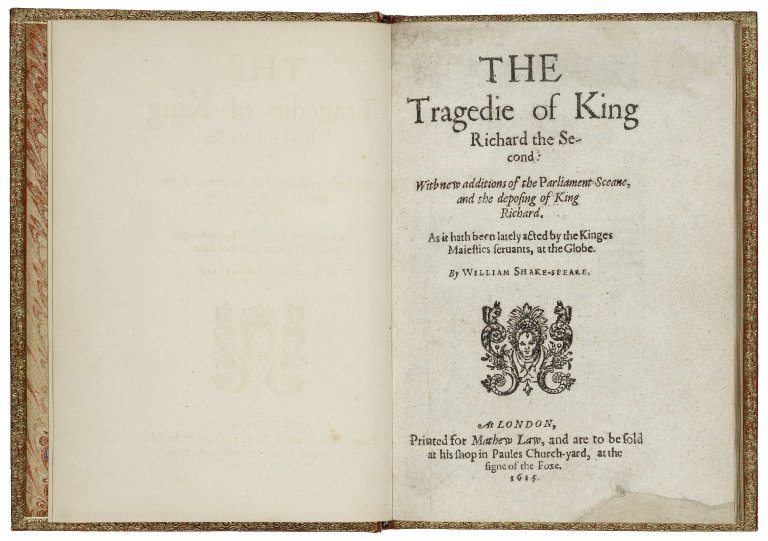 THE
Tragedie of King
Richard the Se-
cond:
With new additions of the Parliament Sceane,
and the deposing of King
Richard.
As it hath been lately acted by the Kinges
Maiesties seruants, at the Globe.
By WILLIAM SHAKE-SPEARE.
At LONDON,
Printed for Mathew Law, and are to be sold
at his shop in Paules Church-yard, at the
signe of the Foxe.
1615.